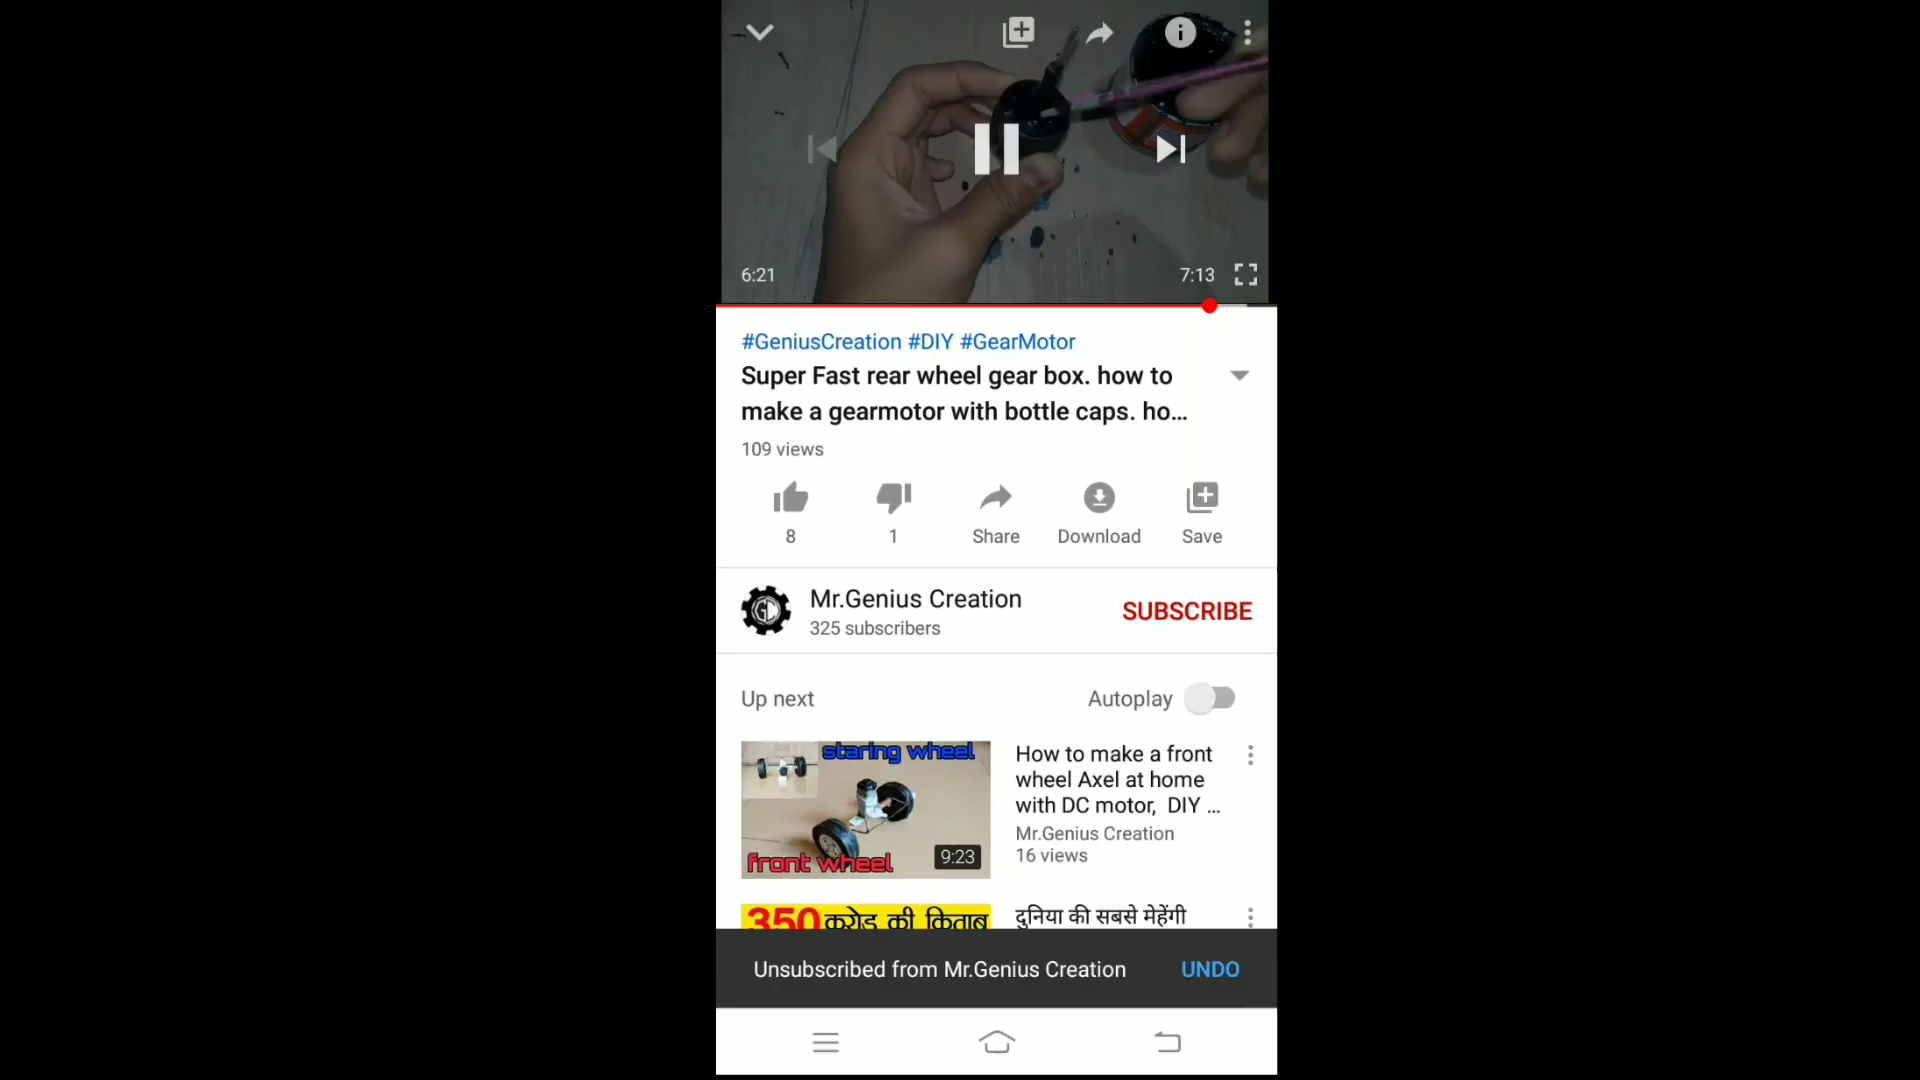 6:21
7:13
#GeniusCreation #DIY #GearMotor
Super Fast rear wheel gear box. how to
make a gearmotor with bottle caps. ho...
109 views
8
1
Share
Download
Save
GC
Mr.Genius Creation
325 subscribers
SUBSCRIBE
Up next
Autoplay
staring wheel
front wheel
9:23
How to make a front
wheel Axel at home
with DC motor, DIY ...
Mr.Genius Creation
16 views
350 करोड़ की किताब
दुनिया की सबसे मेहेंगी
Unsubscribed from Mr.Genius Creation
UNDO